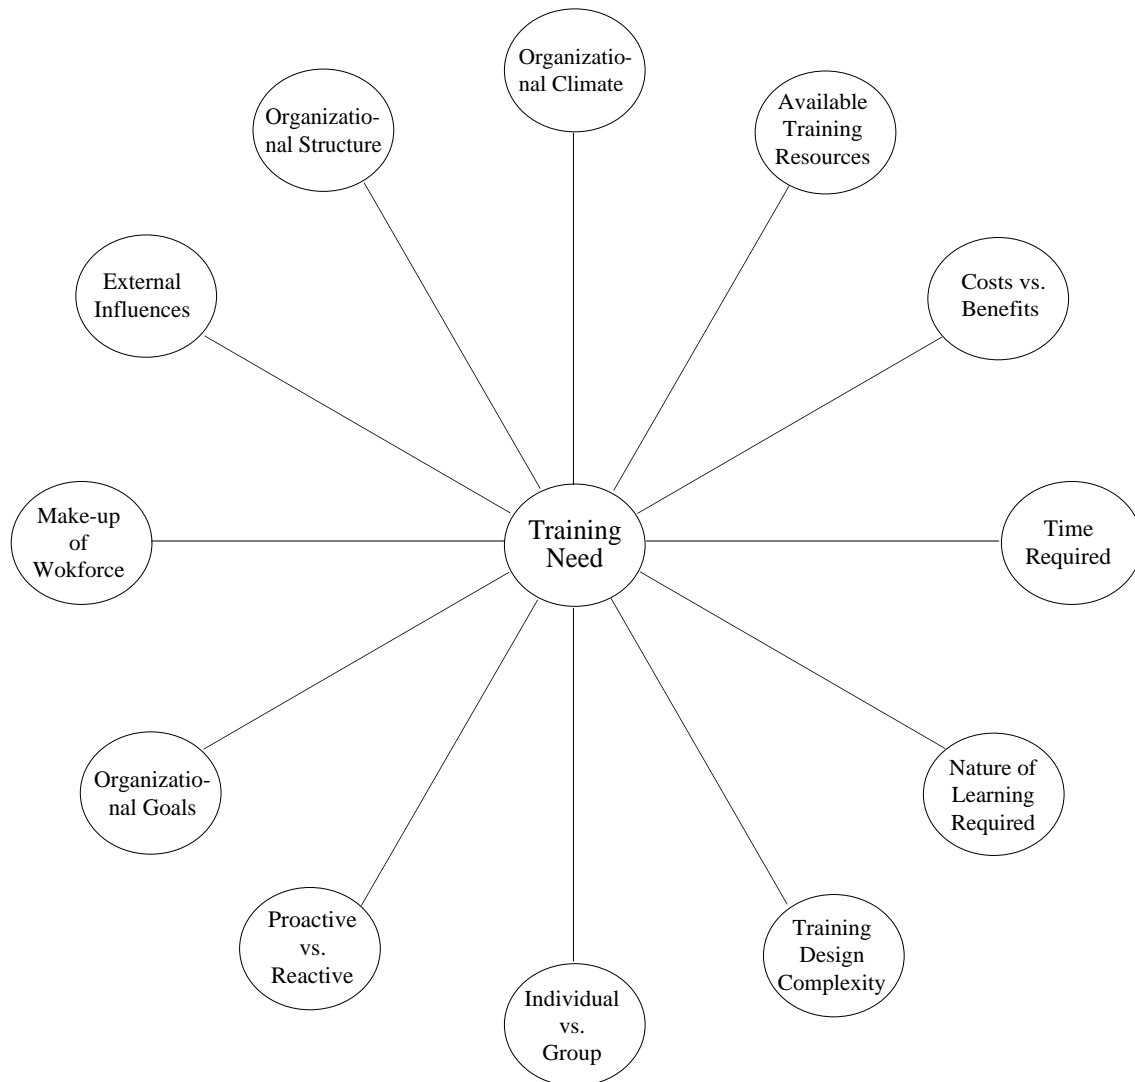 Organizatio-
nal Climate
Available
Training
Resources
Costs vs.
Benefits
Time
Required
Nature of
Learning
Required
Training
Design
Complexity
Individual
vs.
Group
Proactive
vs.
Reactive
Organizatio-
nal Goals
Make-up
of
Wokforce
External
Influences
Organizatio-
nal Structure
Training
Need